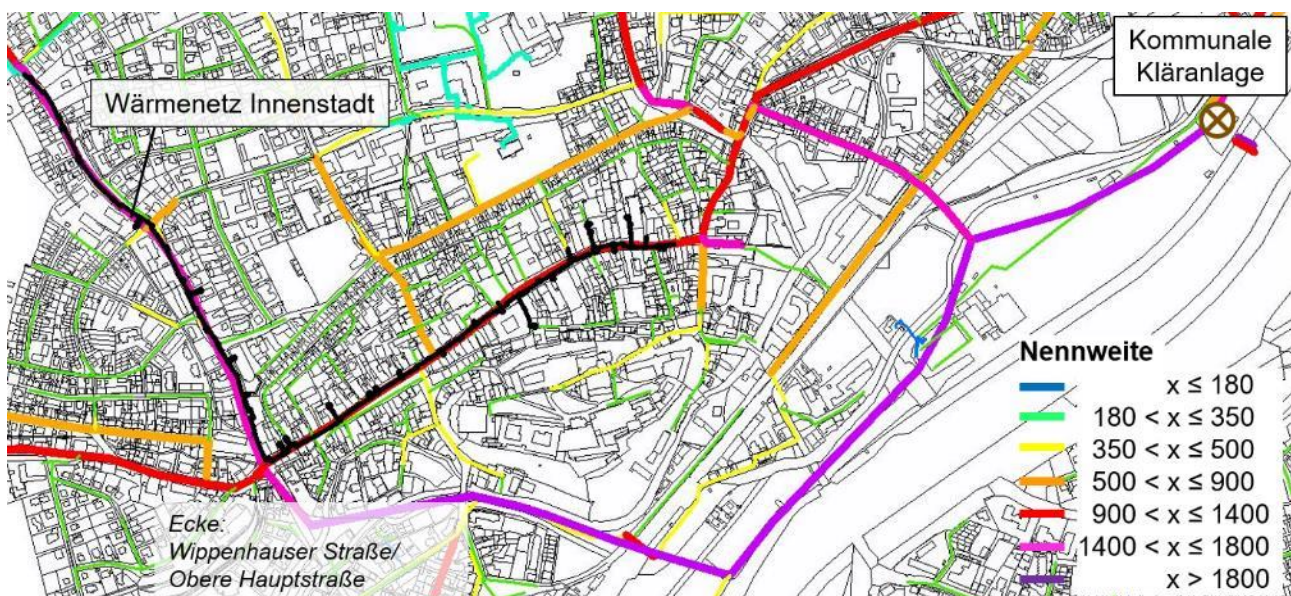 Kommunale
Kläranlage
Wärmenetz Innenstadt
Ecke:
Wippenhauser Straße/
Obere Hauptstraße
Nennweite
x ≤ 180
180 < x ≤ 350
350 < x ≤ 500
500 < x ≤ 900
900 < x ≤ 1400
1400 < x ≤ 1800
x > 1800